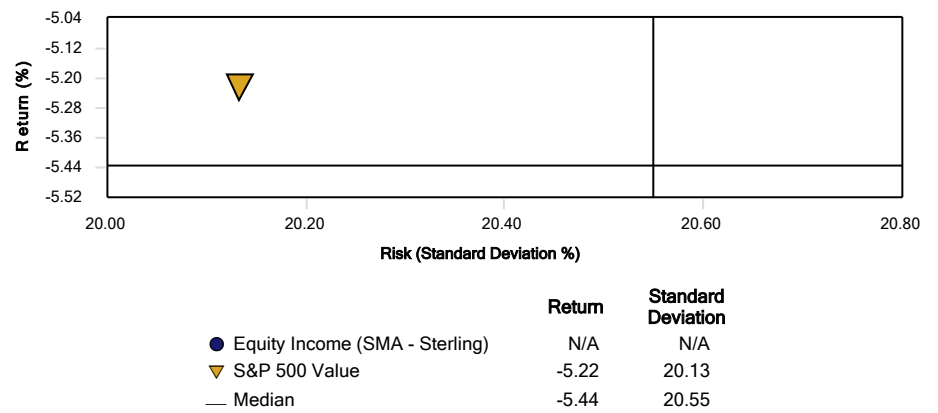 -5.04
-5.12
-5.20
-5.28
-5.36
-5.44
-5.52
Return (%)
20.00 20.20 20.40 20.60 20.80
Risk (Standard Deviation %)
Return Standard
Deviation
Equity Income (SMA - Sterling) N/A N/A
S&P 500 Value -5.22 20.13
Median -5.44 20.55